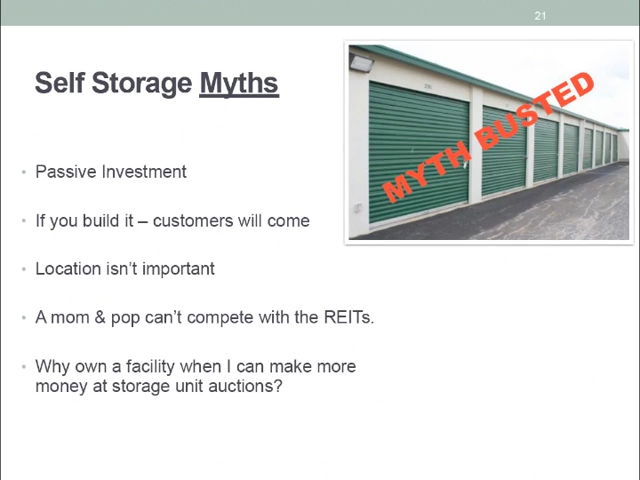 21
Self Storage Myths
MYTH BUSTED
• Passive Investment
• If you build it – customers will come
• Location isn't important
• A mom & pop can't compete with the REITs.
• Why own a facility when I can make more
money at storage unit auctions?